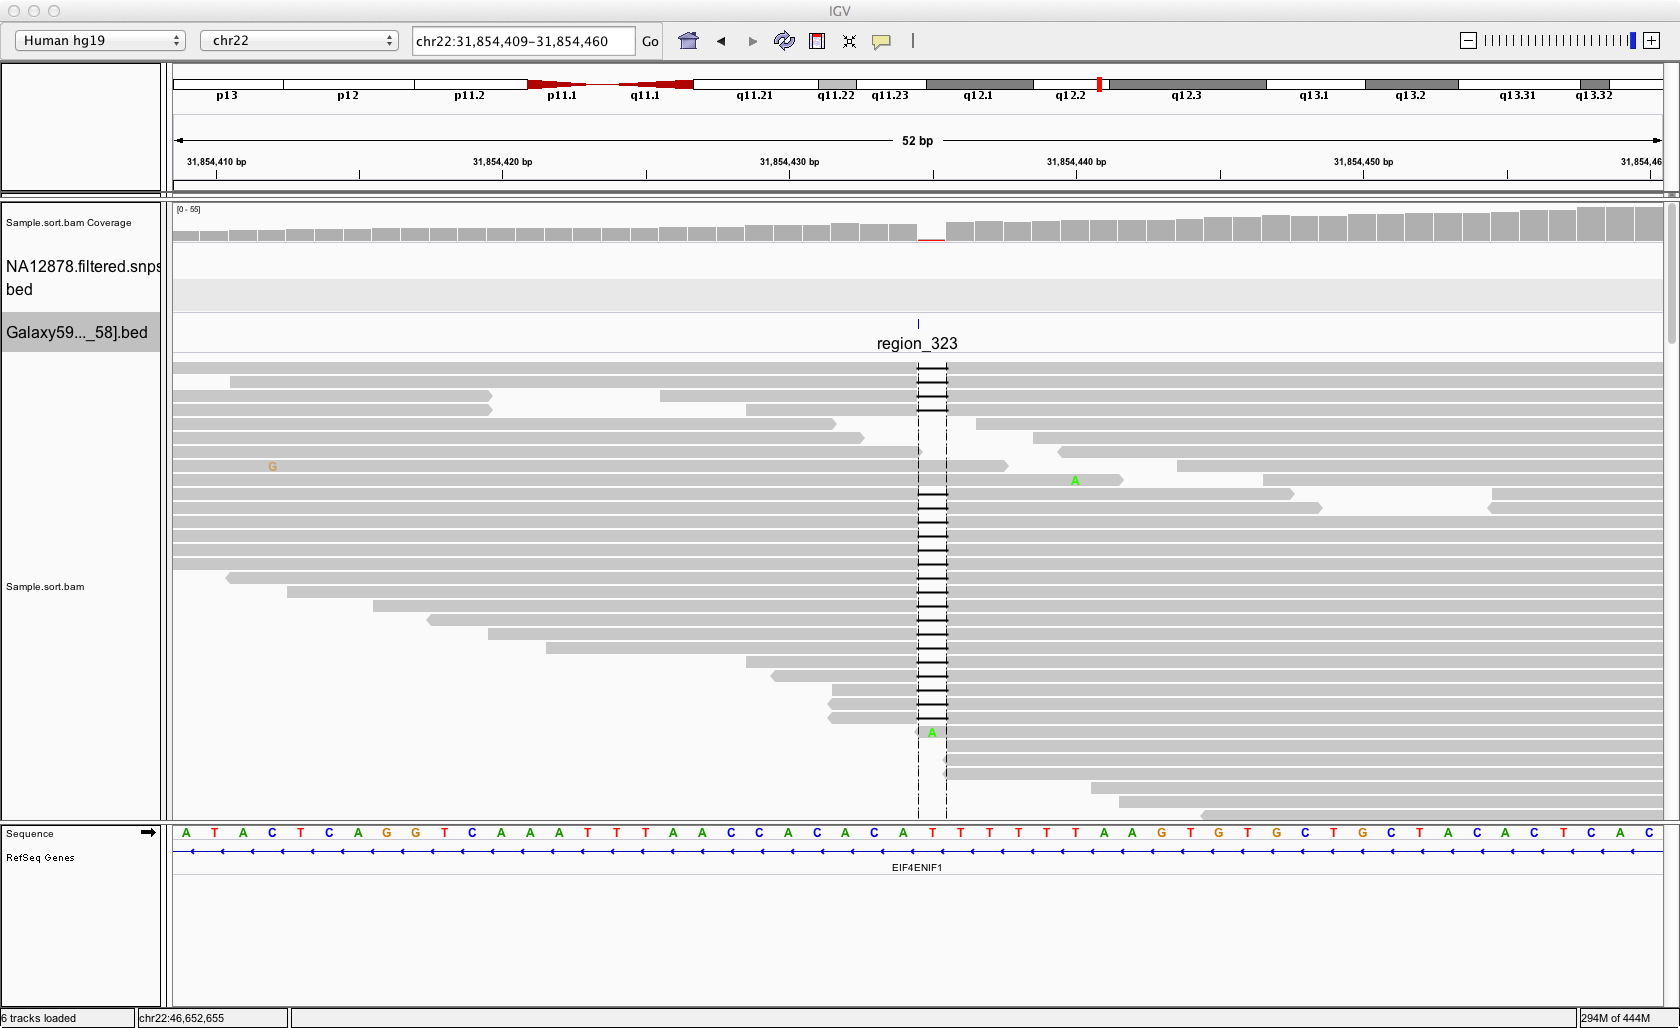 IGV
Human hg19 chr22 chr22:31,854,409-31,854,460 Go
p13 p12 p11.2 p11.1 q11.1 q11.21 q11.22 q11.23 q12.1 q12.2 q12.3 q13.1 q13.2 q13.31 q13.32
52 bp
31,854,410 bp 31,854,420 bp 31,854,430 bp 31,854,440 bp 31,854,450 bp 31,854,46
[0 - 55]
Sample.sort.bam Coverage
NA12878.filtered.snps
bed
Galaxy59..._58].bed
region_323
G
A
Sample.sort.bam
A
Sequence A T A C T C A G G T C A A A T T T A A C C A C A C A T T T T T T A A G T G T G C T G C T A C A C T C A C
RefSeq Genes
EIF4ENIF1
6 tracks loaded chr22:46,652,655 294M of 444M